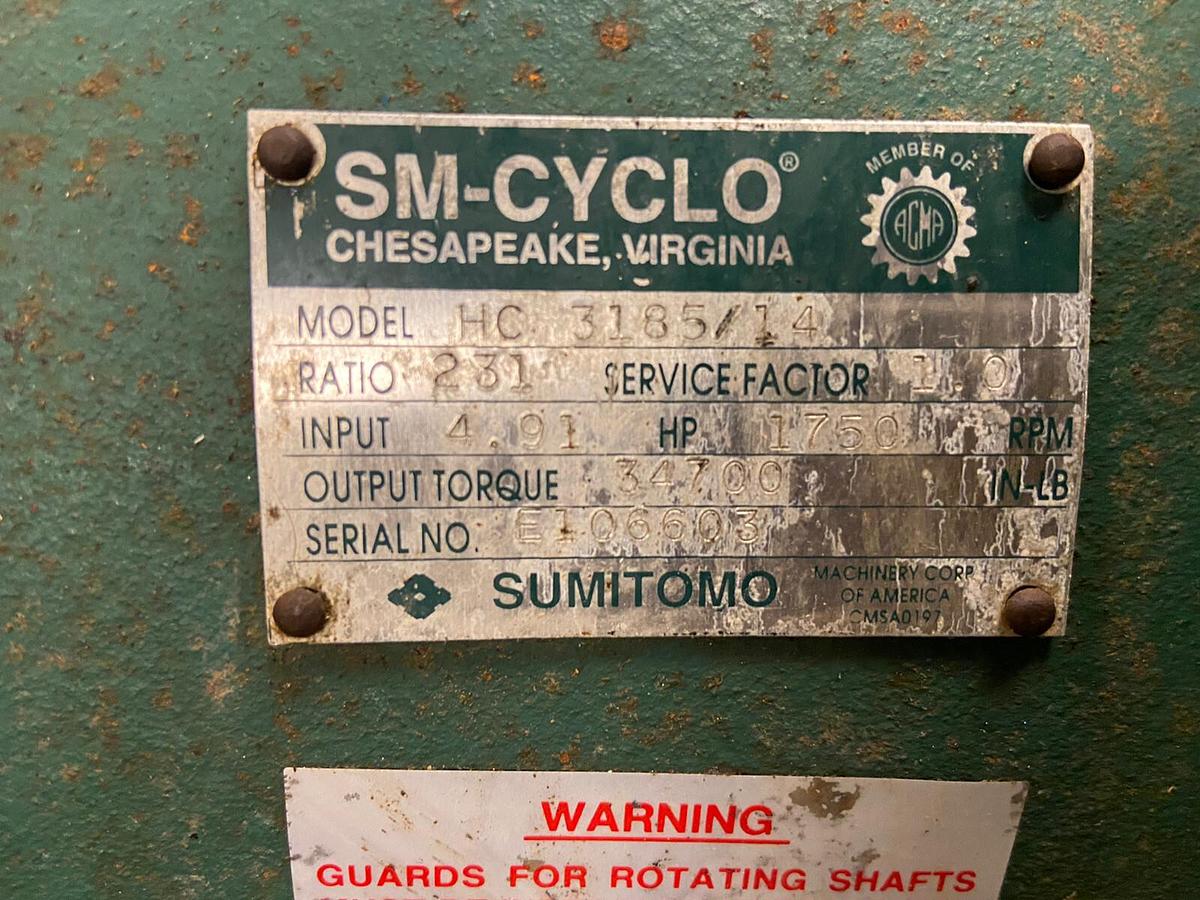 SM-CYCLO®
CHESAPEAKE, VIRGINIA
MEMBER OF
AGMA
MODEL HC 3185/14
RATIO 231 SERVICE FACTOR 1.0
INPUT 4.91 HP 1750 RPM
OUTPUT TORQUE 34700 IN-LB
SERIAL NO. E106603
SUMITOMO
MACHINERY CORP
OF AMERICA
CMSA0197
WARNING
GUARDS FOR ROTATING SHAFTS